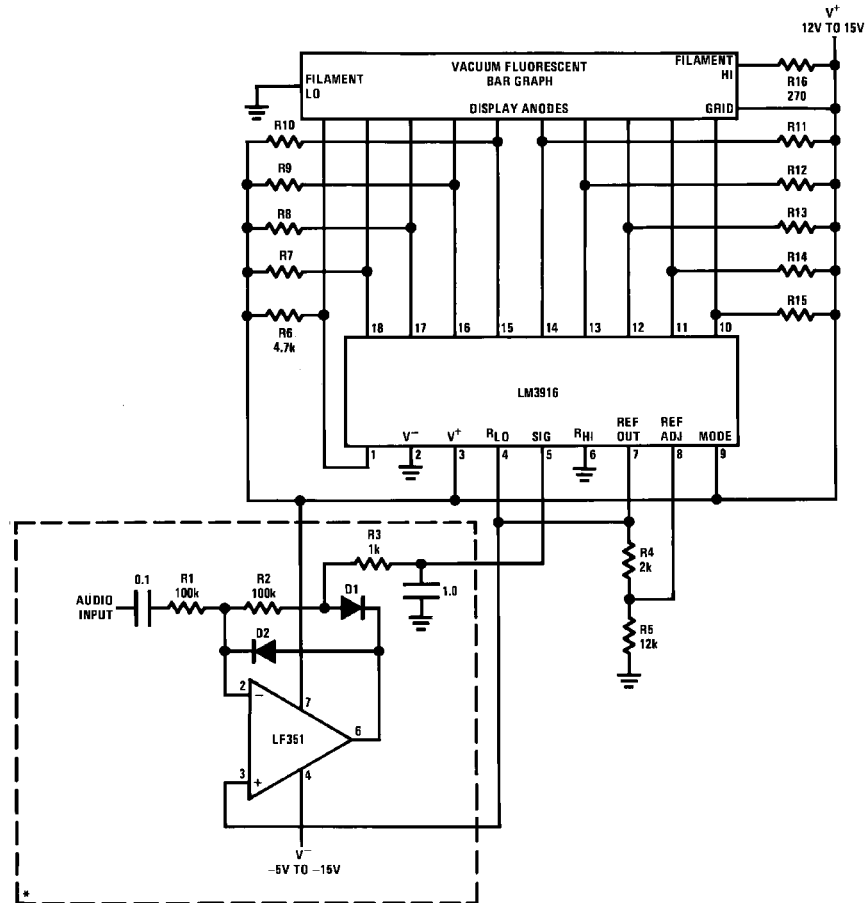 V+
12V TO 15V
FILAMENT
LO
VACUUM FLUORESCENT
BAR GRAPH
FILAMENT
HI
DISPLAY ANODES
GRID
R16
270
R10
R11
R9
R12
R8
R13
R7
R14
R6
4.7k
R15
18
17
16
15
14
13
12
11
10
LM3916
V−
V+
RLO
SIG
RHI
REF
OUT
REF
ADJ
MODE
1
2
3
4
5
6
7
8
9
R3
1k
R4
2k
0.1
R1
100k
R2
100k
D1
1.0
AUDIO
INPUT
D2
R5
12k
2
−
7
LF351
6
3
+
4
V−
−5V TO −15V
*